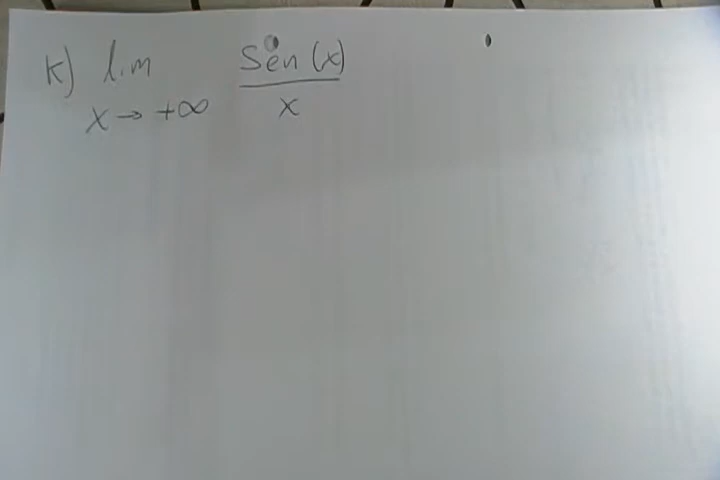 K) lim Sen(x)
x → +∞ x